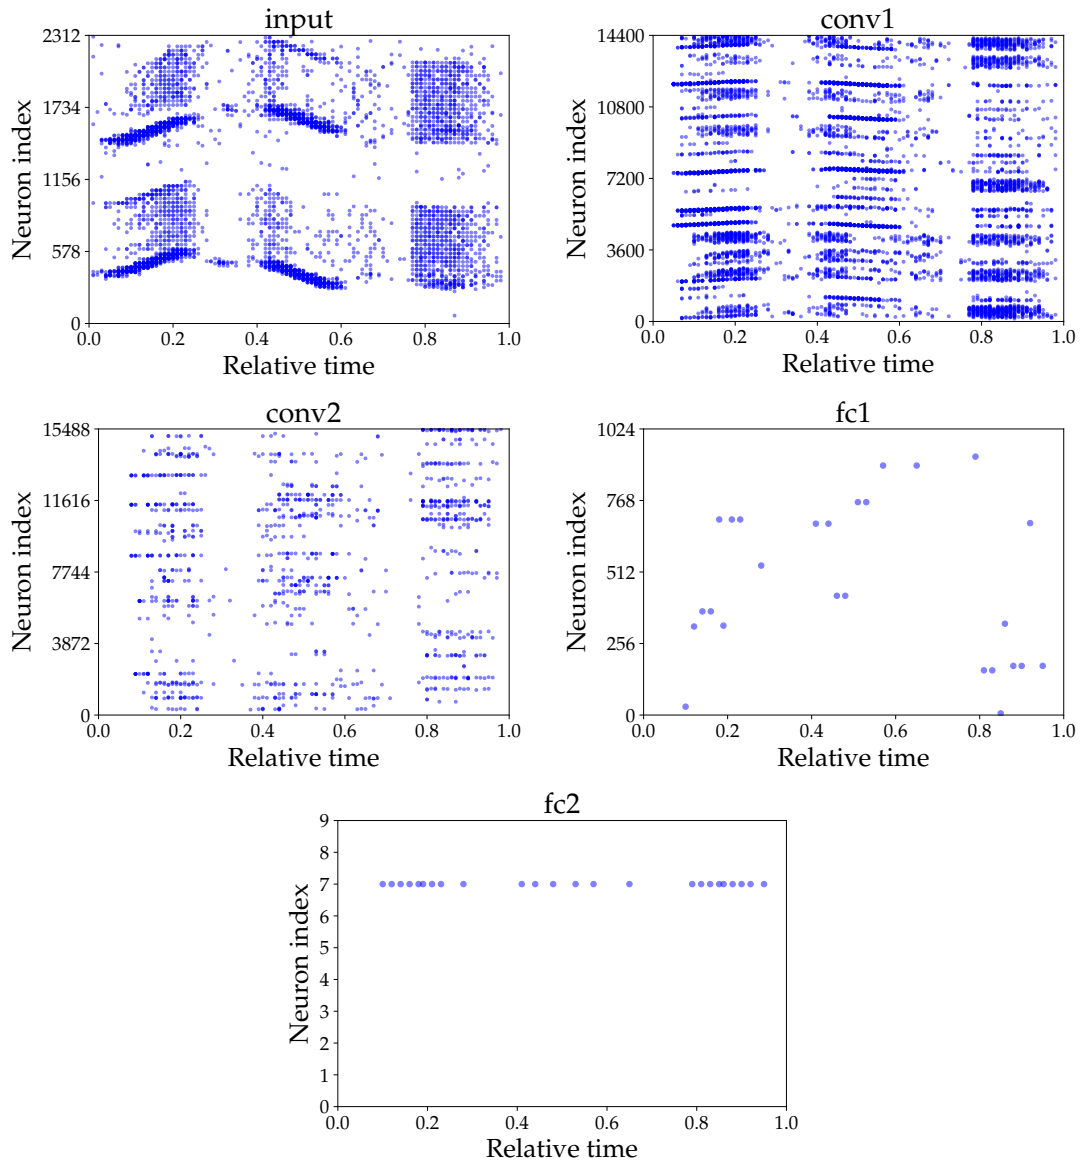 input
2312
1734
1156
578
0
Neuron index
0.0 0.2 0.4 0.6 0.8 1.0
Relative time
conv1
14400
10800
7200
3600
0
Neuron index
0.0 0.2 0.4 0.6 0.8 1.0
Relative time
conv2
15488
11616
7744
3872
0
Neuron index
0.0 0.2 0.4 0.6 0.8 1.0
Relative time
fc1
1024
768
512
256
0
Neuron index
0.0 0.2 0.4 0.6 0.8 1.0
Relative time
fc2
9
8
7
6
5
4
3
2
1
0
Neuron index
0.0 0.2 0.4 0.6 0.8 1.0
Relative time